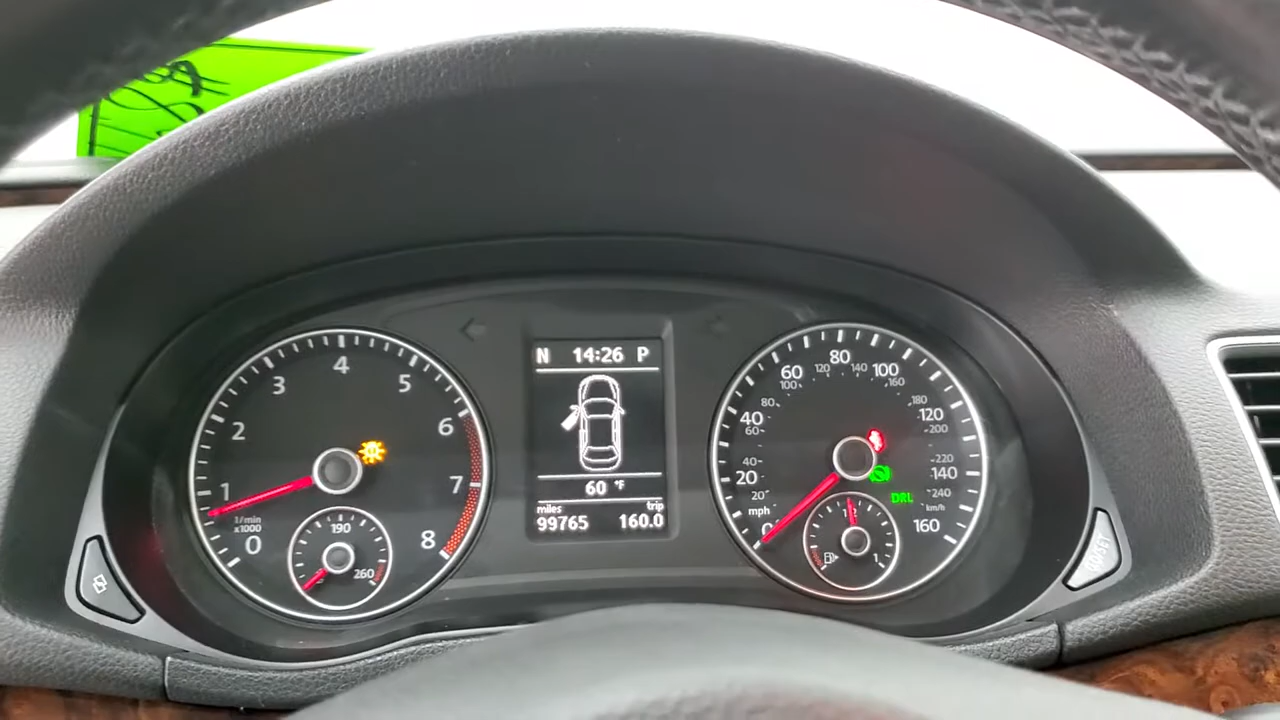 N 14:26 P
60 °F
miles trip
99765 160.0
0 1 2 3 4 5 6 7 8
1/min
x1000
190
260
0 20 40 60 80 100 120 140 160
mph
20 40 60 80 100 120 140 160 180 200 220 240
km/h
DRL
1
SET